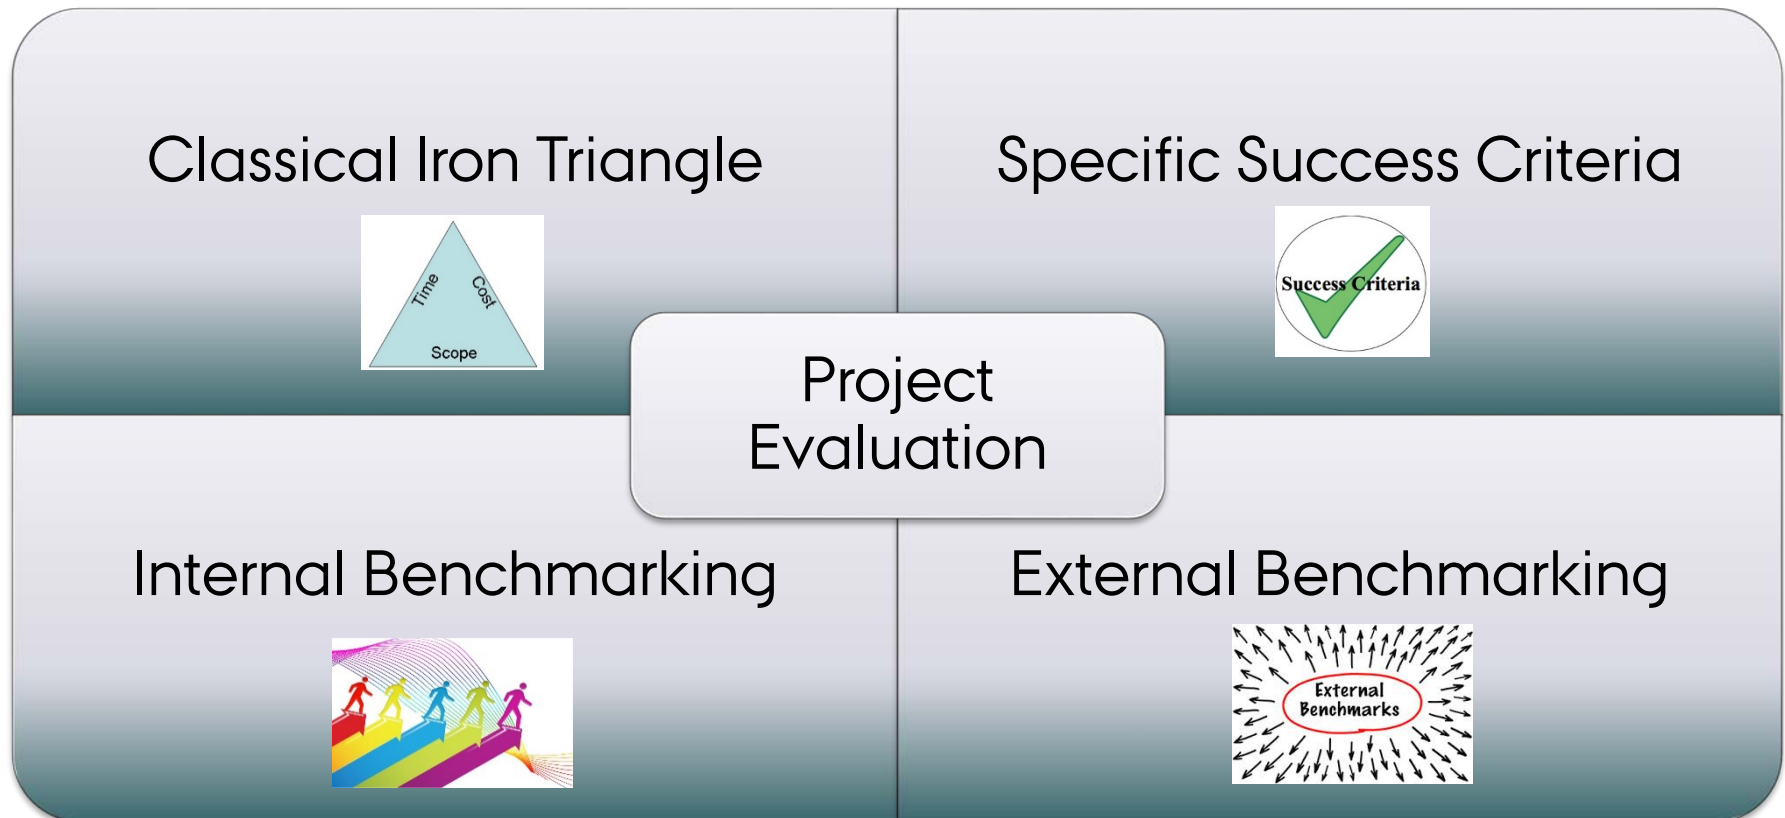 Classical Iron Triangle
Time
Cost
Scope
Specific Success Criteria
Success Criteria
Project
Evaluation
Internal Benchmarking
External Benchmarking
External
Benchmarks